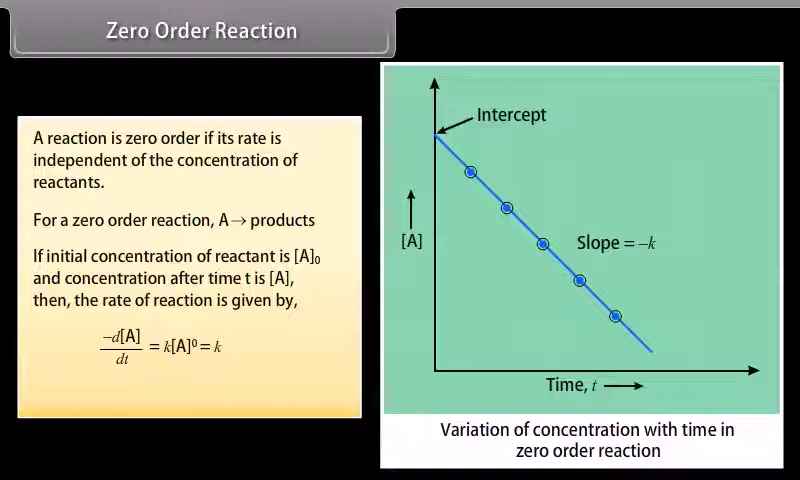 Zero Order Reaction
A reaction is zero order if its rate is
independent of the concentration of
reactants.
For a zero order reaction, A → products
If initial concentration of reactant is [A]₀
and concentration after time t is [A],
then, the rate of reaction is given by,
−d[A]/dt = k[A]⁰ = k
Intercept
[A]
Slope = −k
Time, t
Variation of concentration with time in
zero order reaction